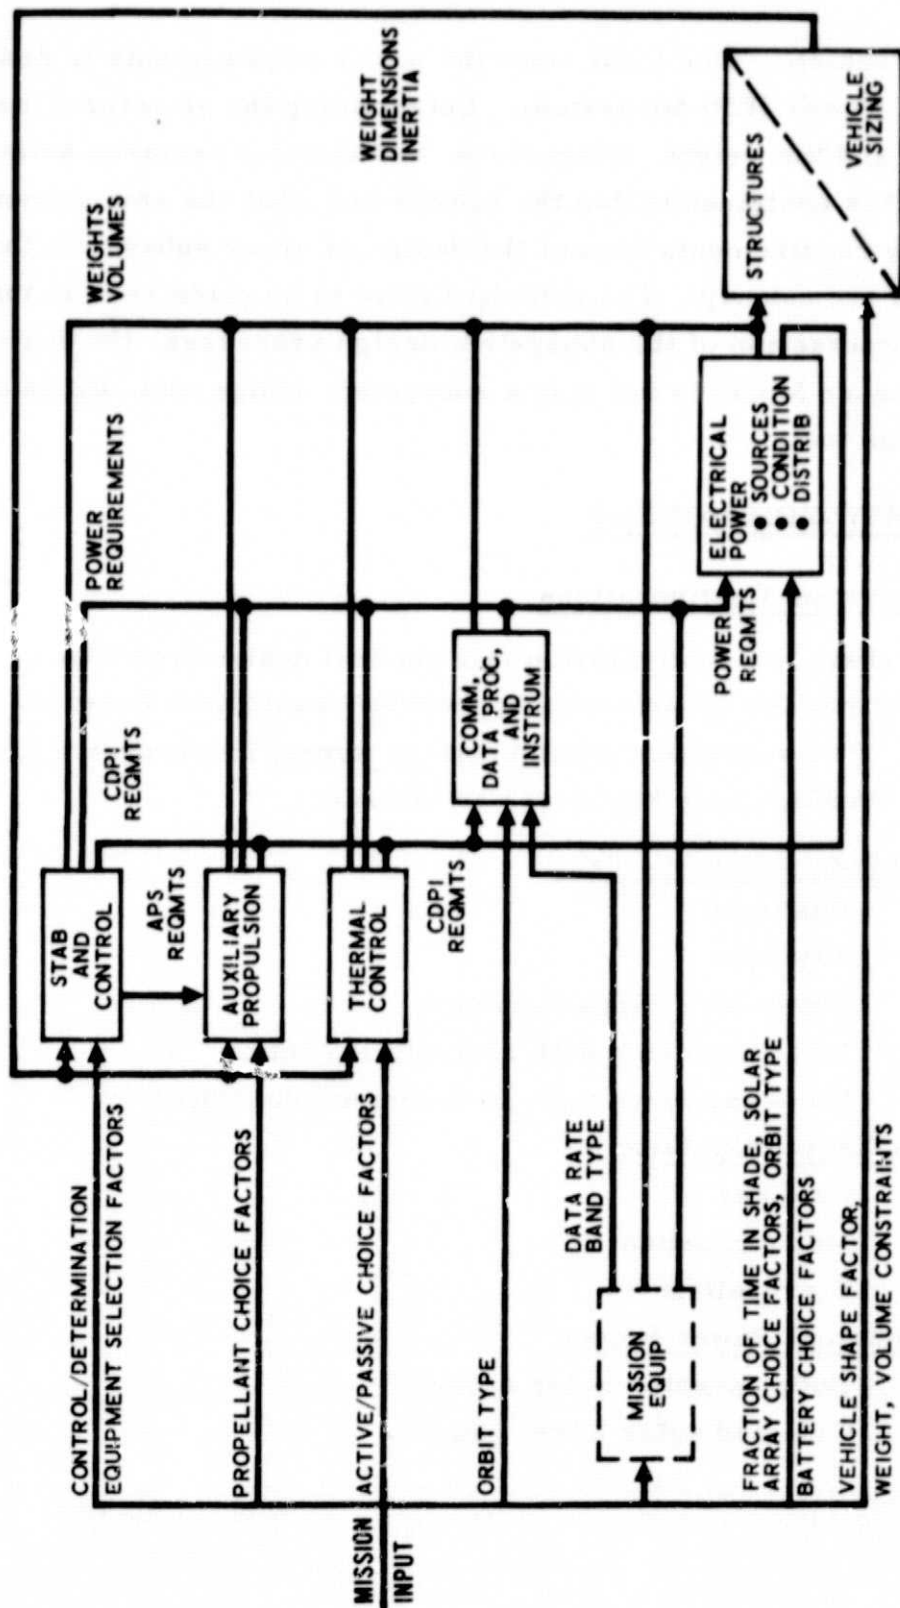 MISSION
INPUT
CONTROL/DETERMINATION
EQUIPMENT SELECTION FACTORS
PROPELLANT CHOICE FACTORS
ACTIVE/PASSIVE CHOICE FACTORS
ORBIT TYPE
MISSION
EQUIP
DATA RATE
BAND TYPE
FRACTION OF TIME IN SHADE, SOLAR
ARRAY CHOICE FACTORS, ORBIT TYPE
BATTERY CHOICE FACTORS
VEHICLE SHAPE FACTOR,
WEIGHT, VOLUME CONSTRAINTS
STAB
AND
CONTROL
APS
REQMTS
AUXILIARY
PROPULSION
THERMAL
CONTROL
CDPI
REQMTS
CDPI
REQMTS
COMM,
DATA PROC,
AND
INSTRUM
POWER
REQUIREMENTS
POWER
REQMTS
ELECTRICAL
POWER
● SOURCES
● CONDITION
● DISTRIB
WEIGHTS
VOLUMES
WEIGHT
DIMENSIONS
INERTIA
STRUCTURES
VEHICLE
SIZING